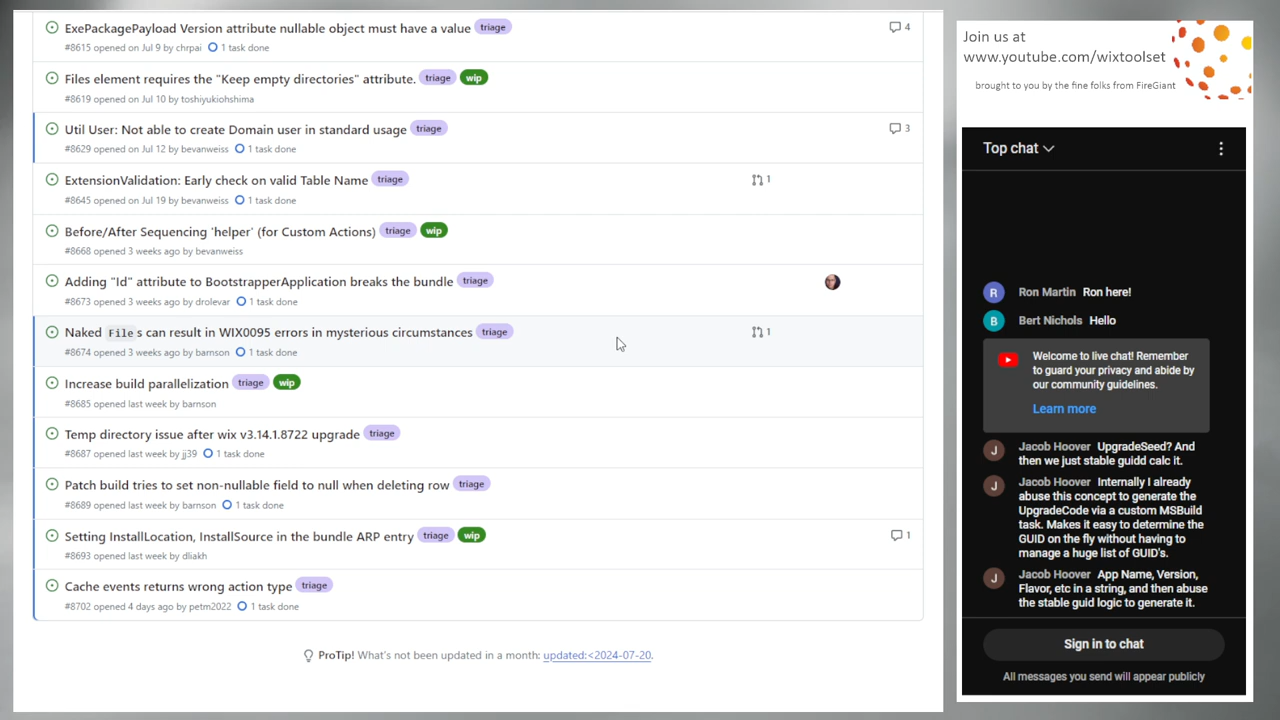 ExePackagePayload Version attribute nullable object must have a value triage 4
#8615 opened on Jul 9 by chrpai 1 task done
Files element requires the "Keep empty directories" attribute. triage wip
#8619 opened on Jul 10 by toshiyukiohshima
Util User: Not able to create Domain user in standard usage triage 3
#8629 opened on Jul 12 by bevanweiss 1 task done
ExtensionValidation: Early check on valid Table Name triage 1
#8645 opened on Jul 19 by bevanweiss 1 task done
Before/After Sequencing 'helper' (for Custom Actions) triage wip
#8668 opened 3 weeks ago by bevanweiss
Adding "Id" attribute to BootstrapperApplication breaks the bundle triage
#8673 opened 3 weeks ago by drolevar 1 task done
Naked File s can result in WIX0095 errors in mysterious circumstances triage 1
#8674 opened 3 weeks ago by barnson 1 task done
Increase build parallelization triage wip
#8685 opened last week by barnson
Temp directory issue after wix v3.14.1.8722 upgrade triage
#8687 opened last week by jj39 1 task done
Patch build tries to set non-nullable field to null when deleting row triage
#8689 opened last week by barnson 1 task done
Setting InstallLocation, InstallSource in the bundle ARP entry triage wip 1
#8693 opened last week by dliakh
Cache events returns wrong action type triage
#8702 opened 4 days ago by petm2022 1 task done
ProTip! What's not been updated in a month: updated:<2024-07-20.
Join us at
www.youtube.com/wixtoolset
brought to you by the fine folks from FireGiant
Top chat
R Ron Martin Ron here!
B Bert Nichols Hello
Welcome to live chat! Remember
to guard your privacy and abide by
our community guidelines.
Learn more
J Jacob Hoover UpgradeSeed? And
then we just stable guidd calc it.
J Jacob Hoover Internally I already
abuse this concept to generate the
UpgradeCode via a custom MSBuild
task. Makes it easy to determine the
GUID on the fly without having to
manage a huge list of GUID's.
J Jacob Hoover App Name, Version,
Flavor, etc in a string, and then abuse
the stable guid logic to generate it.
Sign in to chat
All messages you send will appear publicly